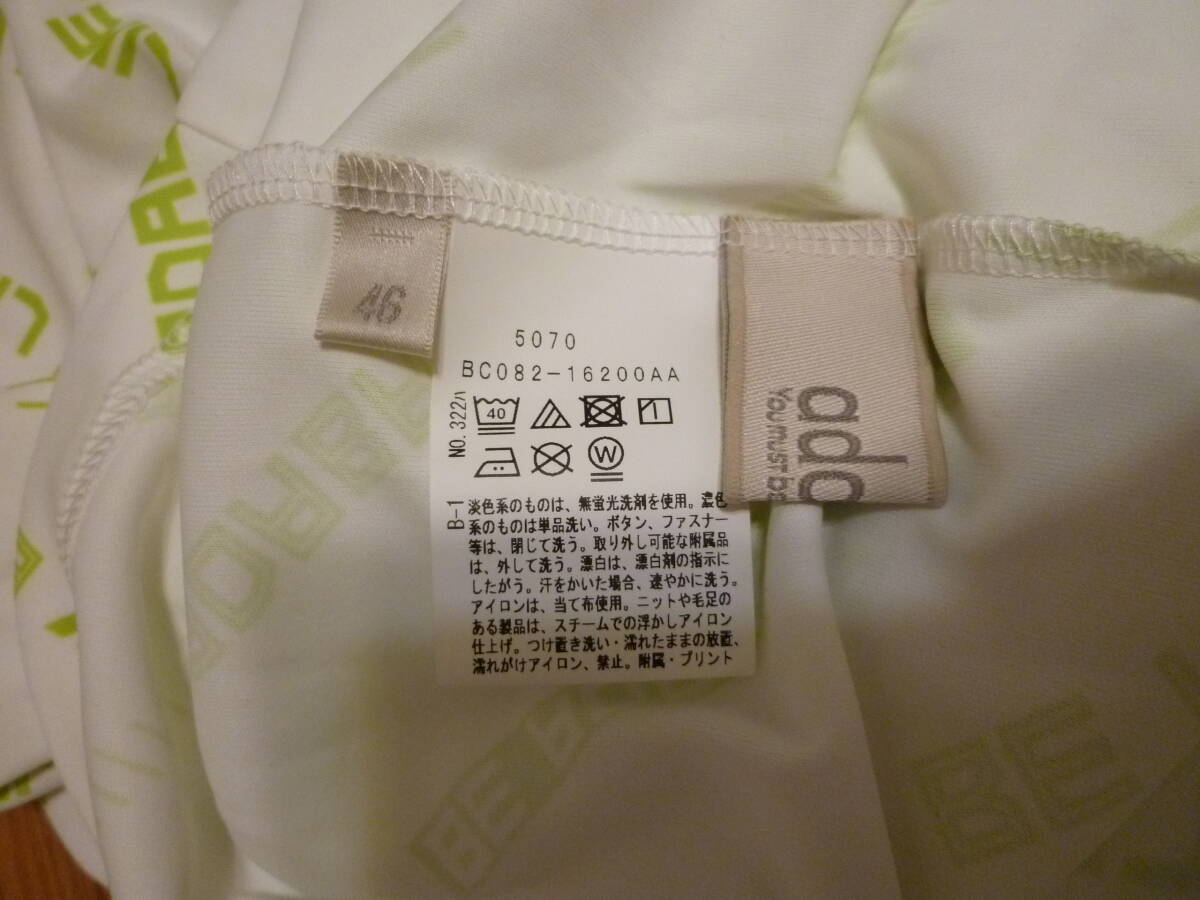 46
5070
BC082-16200AA
NO.322ハ
40
W
B-1
淡色系のものは、無蛍光洗剤を使用。濃色
系のものは単品洗い。ボタン、ファスナー
等は、閉じて洗う。取り外し可能な附属品
は、外して洗う。漂白は、漂白剤の指示に
したがう。汗をかいた場合、速やかに洗う。
アイロンは、当て布使用。ニットや毛足の
ある製品は、スチームでの浮かしアイロン
仕上げ。つけ置き洗い・濡れたままの放置、
濡れがけアイロン、禁止。附属・プリント
You must be
BE